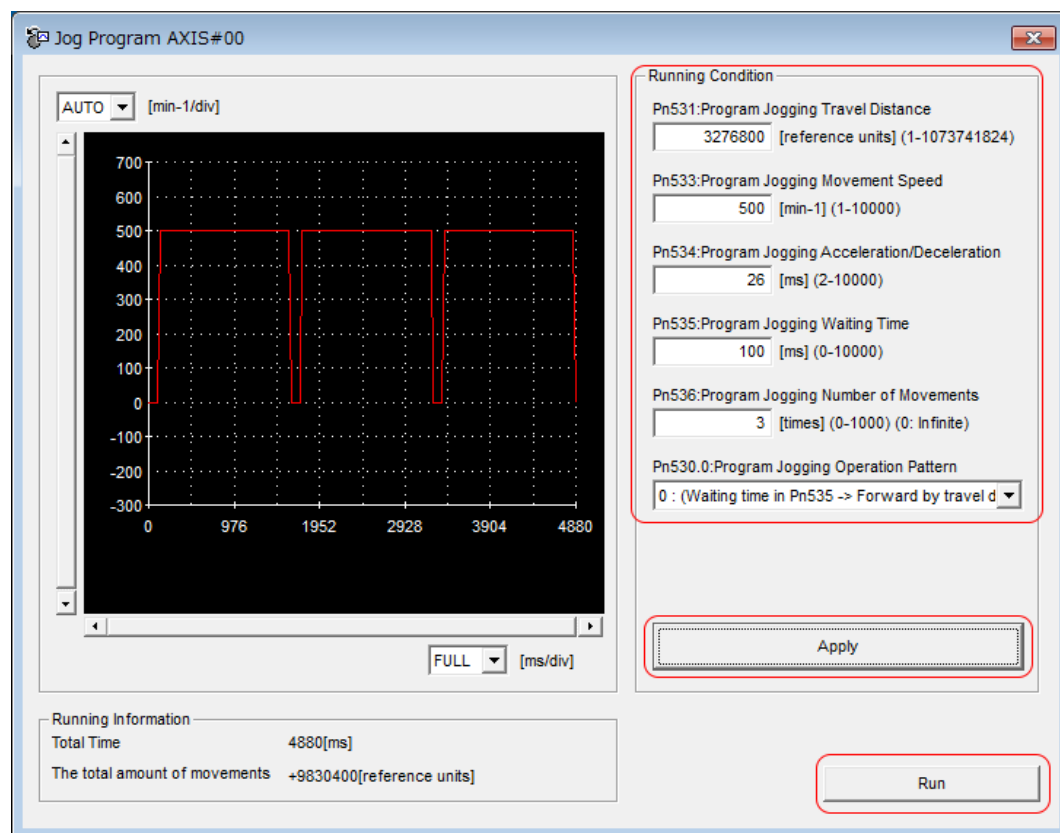 Jog Program AXIS#00
AUTO [min-1/div]
700
600
500
400
300
200
100
0
-100
-200
-300
0 976 1952 2928 3904 4880
FULL [ms/div]
Running Condition
Pn531:Program Jogging Travel Distance
3276800 [reference units] (1-1073741824)
Pn533:Program Jogging Movement Speed
500 [min-1] (1-10000)
Pn534:Program Jogging Acceleration/Deceleration
26 [ms] (2-10000)
Pn535:Program Jogging Waiting Time
100 [ms] (0-10000)
Pn536:Program Jogging Number of Movements
3 [times] (0-1000) (0: Infinite)
Pn530.0:Program Jogging Operation Pattern
0 : (Waiting time in Pn535 -> Forward by travel d
Apply
Running Information
Total Time 4880[ms]
The total amount of movements +9830400[reference units]
Run